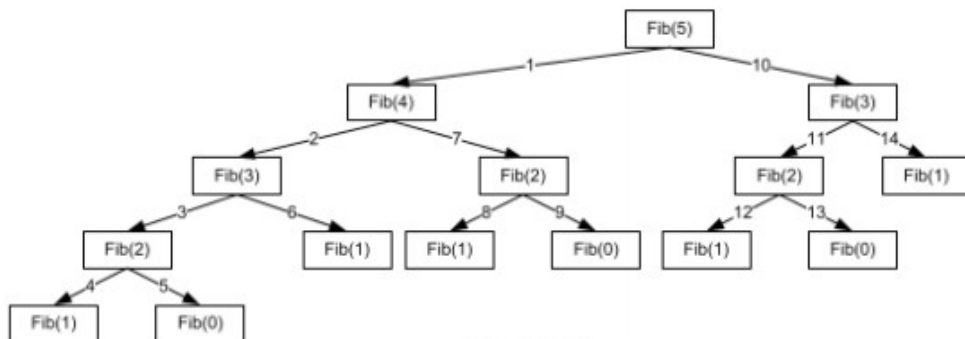 Fib(5)
1 10
Fib(4) Fib(3)
2 7 11 14
Fib(3) Fib(2) Fib(2) Fib(1)
3 6 8 9 12 13
Fib(2) Fib(1) Fib(1) Fib(0) Fib(1) Fib(0)
4 5
Fib(1) Fib(0)